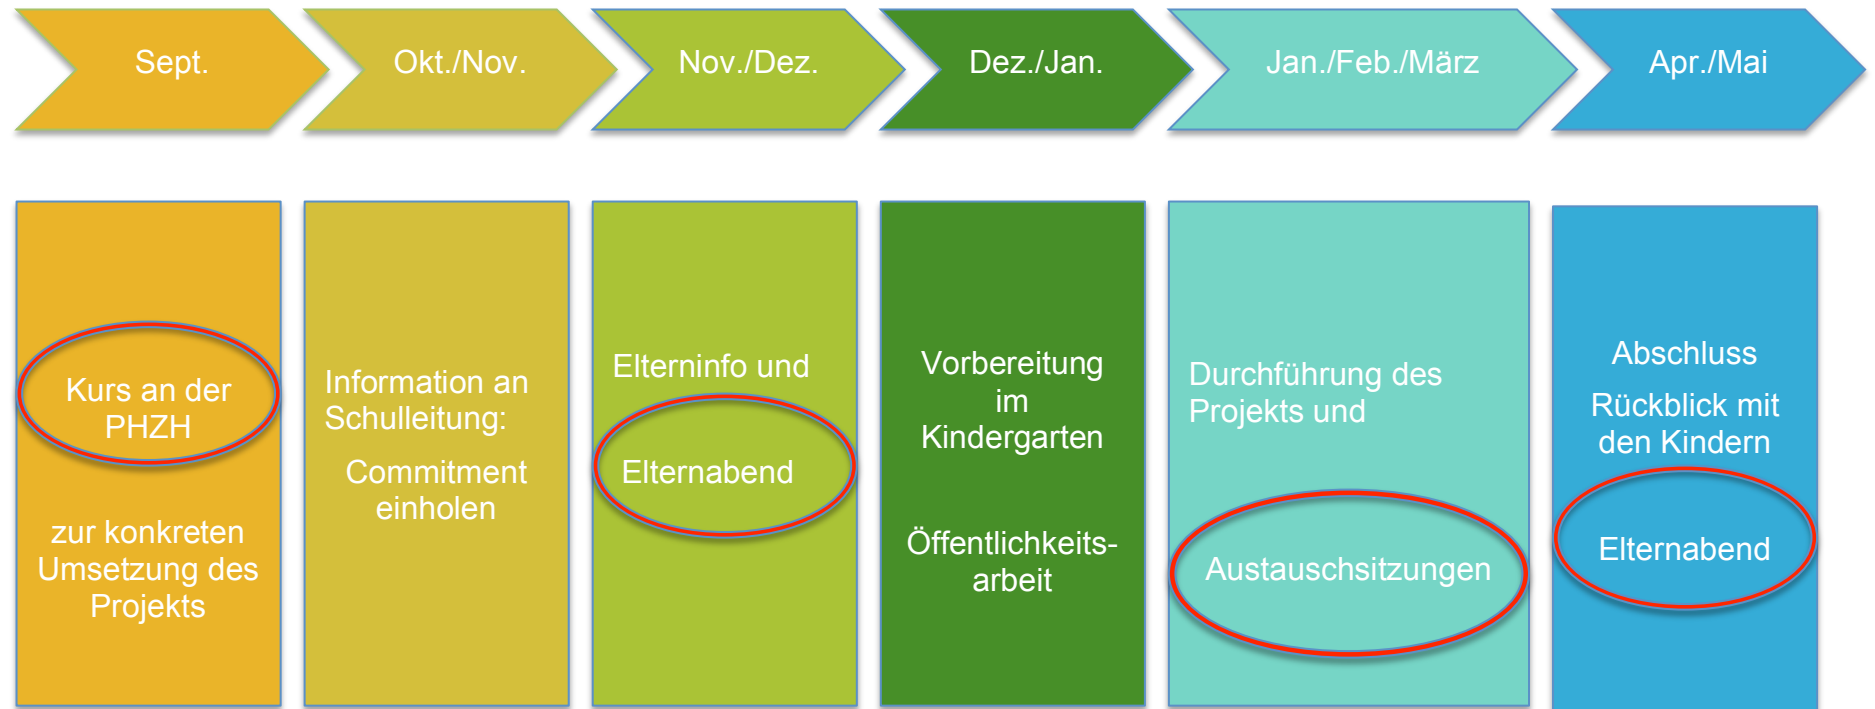 Sept.
Okt./Nov.
Nov./Dez.
Dez./Jan.
Jan./Feb./März
Apr./Mai
Kurs an der
PHZH
zur konkreten
Umsetzung des
Projekts
Information an
Schulleitung:
Commitment
einholen
Elterninfo und
Elternabend
Vorbereitung
im
Kindergarten
Öffentlichkeits-
arbeit
Durchführung des
Projekts und
Austauschsitzungen
Abschluss
Rückblick mit
den Kindern
Elternabend